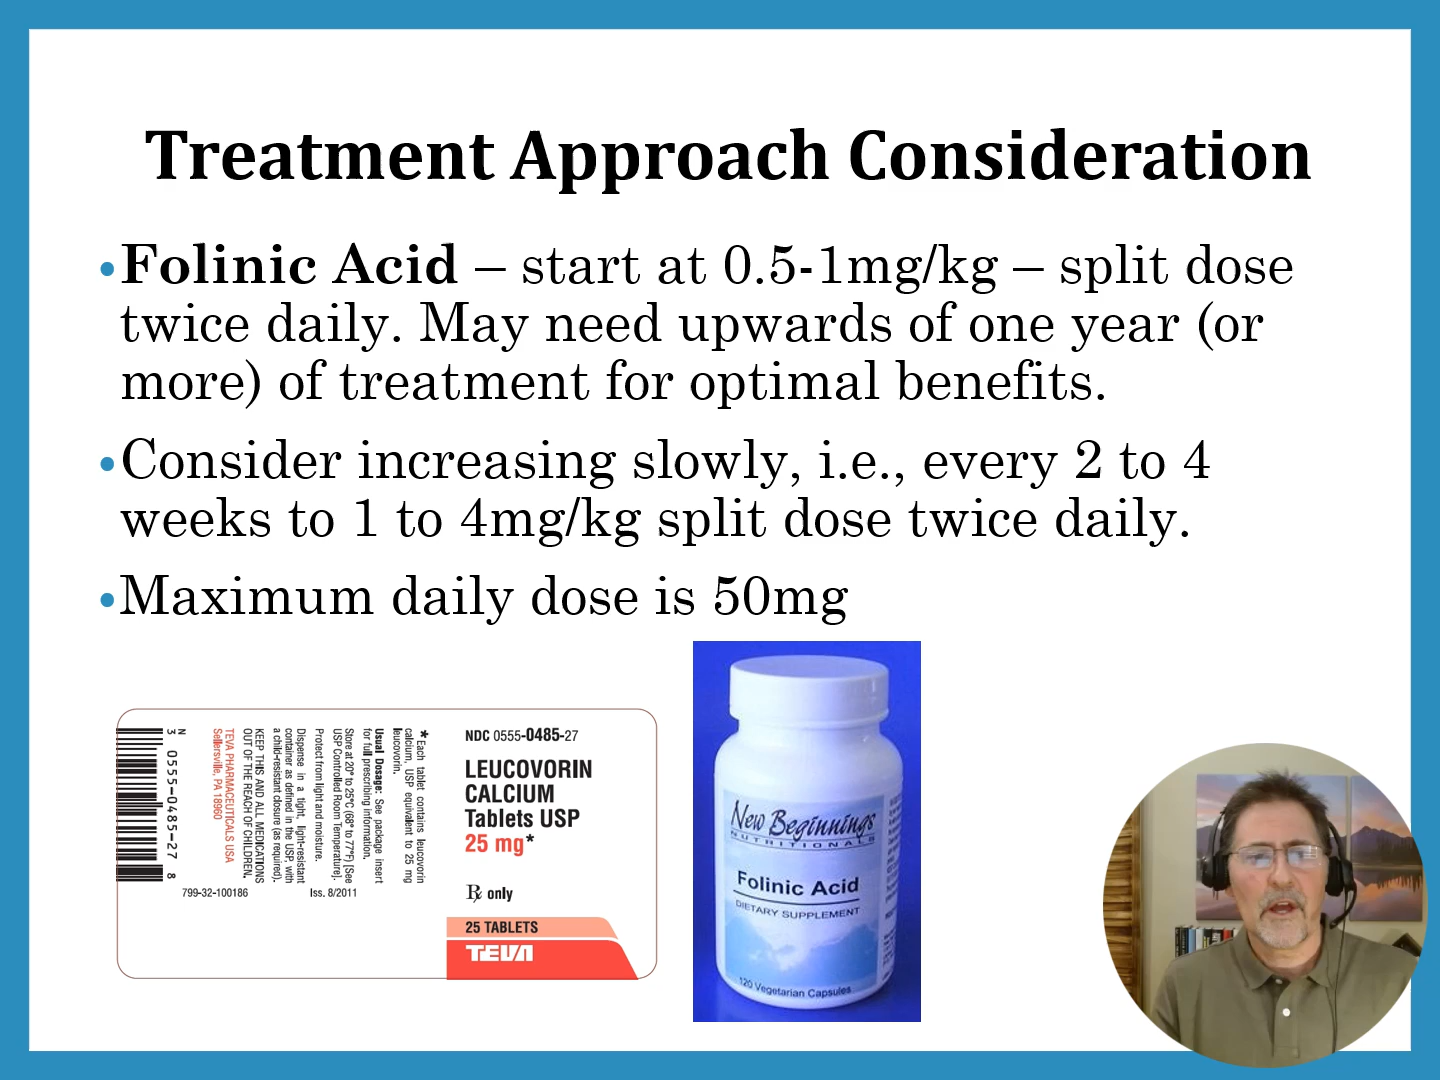 Treatment Approach Consideration
•Folinic Acid – start at 0.5-1mg/kg – split dose
twice daily. May need upwards of one year (or
more) of treatment for optimal benefits.
•Consider increasing slowly, i.e., every 2 to 4
weeks to 1 to 4mg/kg split dose twice daily.
•Maximum daily dose is 50mg
NDC 0555-0485-27
LEUCOVORIN
CALCIUM
Tablets USP
25 mg*
Rx only
25 TABLETS
TEVA
* Each tablet contains leucovorin
calcium, USP equivalent to 25 mg
leucovorin.
Usual Dosage: See package insert
for full prescribing information.
Store at 20° to 25°C (68° to 77°F) [See
USP Controlled Room Temperature].
Protect from light and moisture.
Dispense in a tight, light-resistant
container as defined in the USP, with
a child-resistant closure (as required).
KEEP THIS AND ALL MEDICATIONS
OUT OF THE REACH OF CHILDREN.
TEVA PHARMACEUTICALS USA
Sellersville, PA 18960
N
3 0555-0485-27 8
799-32-100186
Iss. 8/2011
New Beginnings
NUTRITIONALS
Folinic Acid
DIETARY SUPPLEMENT
120 Vegetarian Capsules